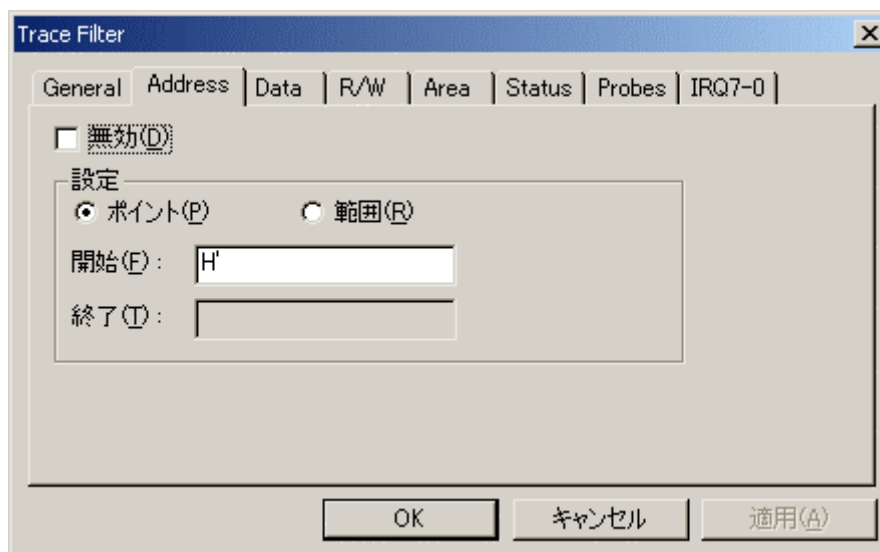 Trace Filter
General Address Data R/W Area Status Probes IRQ7-0
無効(D)
設定
ポイント(P) 範囲(R)
開始(F): H'
終了(T):
OK キャンセル 適用(A)